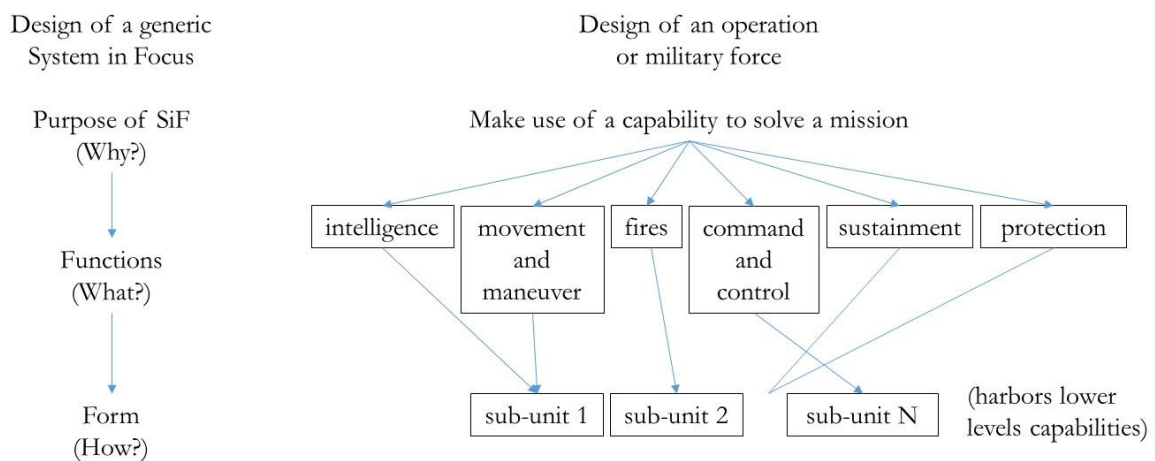 Design of a generic
System in Focus
Design of an operation
or military force
Purpose of SiF
(Why?)
Make use of a capability to solve a mission
intelligence
movement
and
maneuver
fires
command
and
control
sustainment
protection
Functions
(What?)
Form
(How?)
sub-unit 1
sub-unit 2
sub-unit N
(harbors lower
levels capabilities)